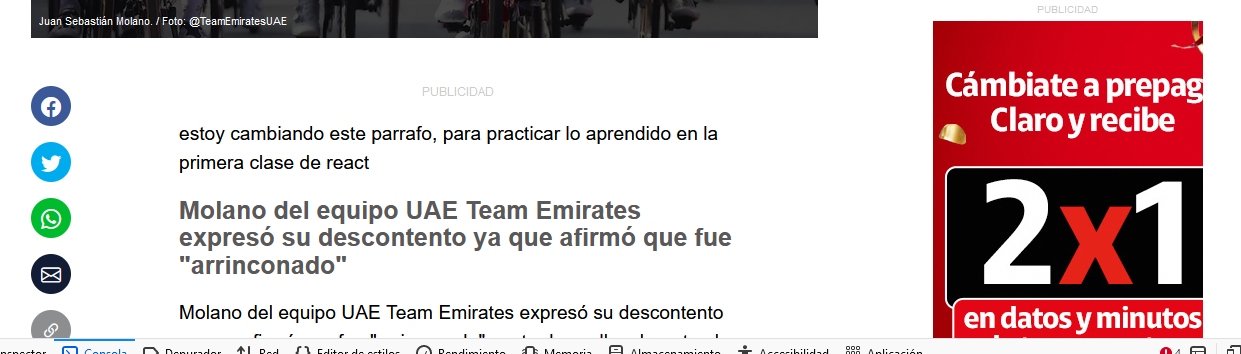 Juan Sebastián Molano. / Foto: @TeamEmiratesUAE
PUBLICIDAD
PUBLICIDAD
estoy cambiando este parrafo, para practicar lo aprendido en la
primera clase de react
Molano del equipo UAE Team Emirates
expresó su descontento ya que afirmó que fue
"arrinconado"
Molano del equipo UAE Team Emirates expresó su descontento
Cámbiate a prepag
Claro y recibe
2x1
en datos y minutos
nspector Consola Depurador Red Editor de estilos Rendimiento Memoria Almacenamiento Accesibilidad Aplicación 4